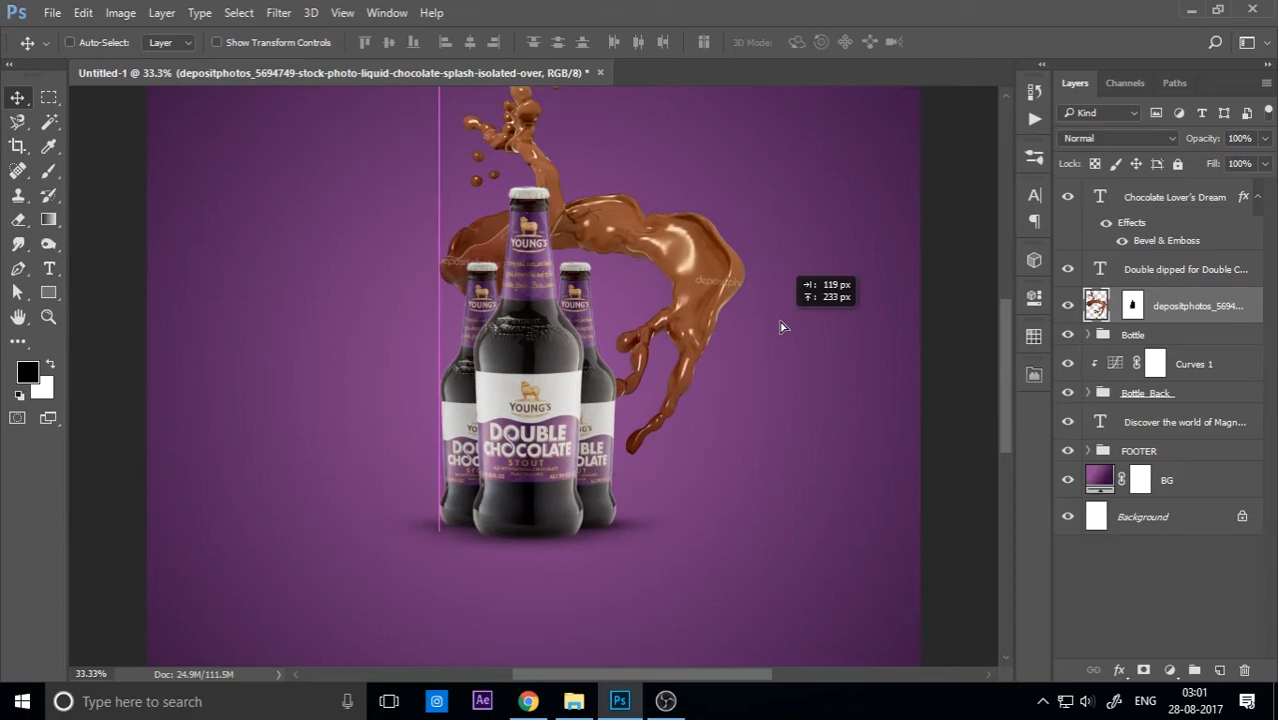 Ps File Edit Image Layer Type Select Filter 3D View Window Help
Auto-Select: Layer Show Transform Controls 3D Mode:
Untitled-1 @ 33.3% (depositphotos_5694749-stock-photo-liquid-chocolate-splash-isolated-over, RGB/8) * ×
Layers Channels Paths
Kind
Normal Opacity: 100%
Lock: Fill: 100%
Chocolate Lover's Dream fx
Effects
Bevel & Emboss
Double dipped for Double C...
depositphotos_5694...
Bottle
Curves 1
Bottle_Back_
Discover the world of Magn...
FOOTER
BG
Background
119 px
233 px
YOUNG'S
YOUNG'S
DOUBLE
CHOCOLATE
STOUT
33.33% Doc: 24.9M/111.5M
Type here to search
Ae
Ps
ENG
03:01
28-08-2017